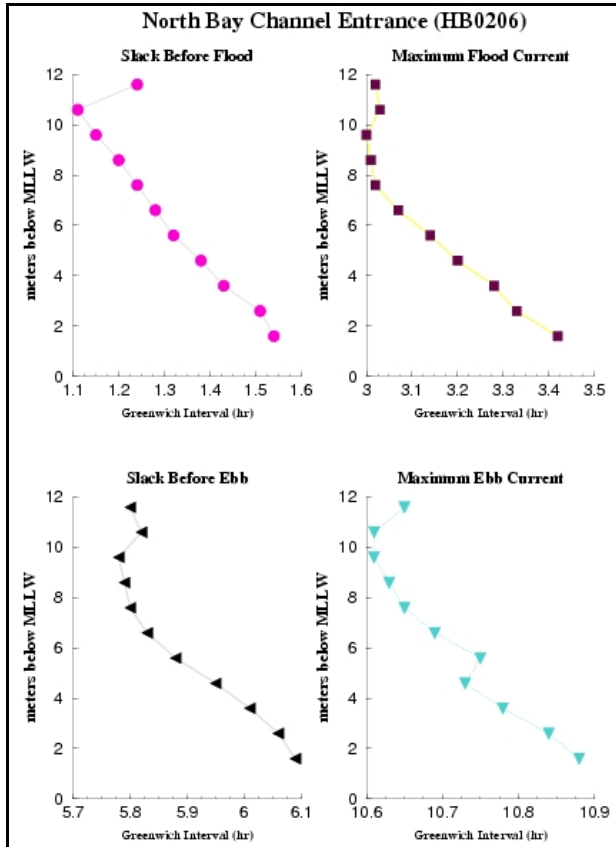 North Bay Channel Entrance (HB0206)
Slack Before Flood
Maximum Flood Current
12
10
8
6
4
2
0
meters below MLLW
1.1 1.2 1.3 1.4 1.5 1.6
Greenwich Interval (hr)
12
10
8
6
4
2
0
meters below MLLW
3 3.1 3.2 3.3 3.4 3.5
Greenwich Interval (hr)
Slack Before Ebb
Maximum Ebb Current
12
10
8
6
4
2
0
meters below MLLW
5.7 5.8 5.9 6 6.1
Greenwich Interval (hr)
12
10
8
6
4
2
0
meters below MLLW
10.6 10.7 10.8 10.9
Greenwich Interval (hr)